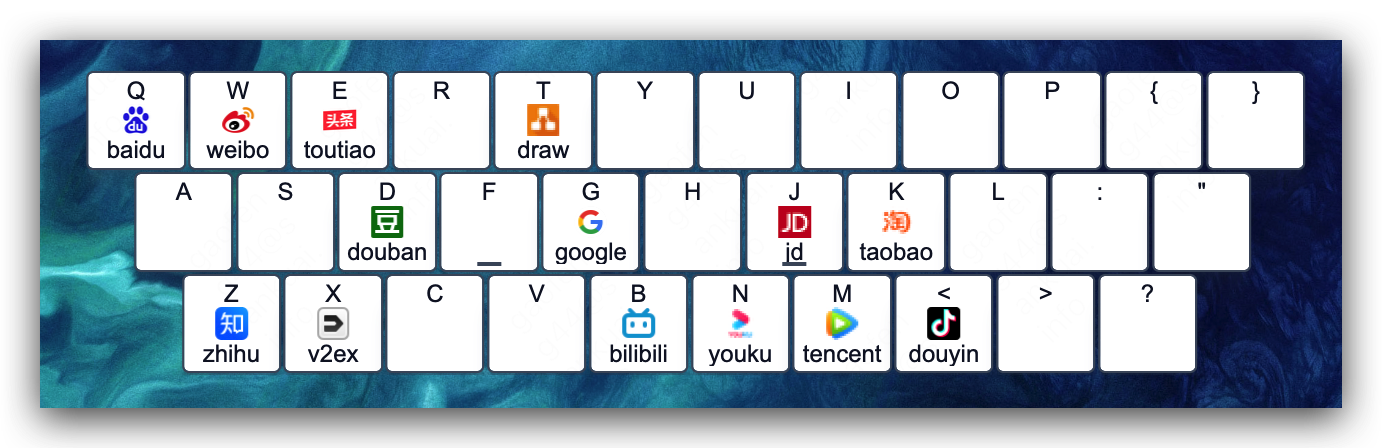 Q W E R T Y U I O P { }
du 头条
baidu weibo toutiao draw
A S D F G H J K L : "
豆 G JD 淘
douban google jd taobao
Z X C V B N M < > ?
知 YOUKU
zhihu v2ex bilibili youku tencent douyin